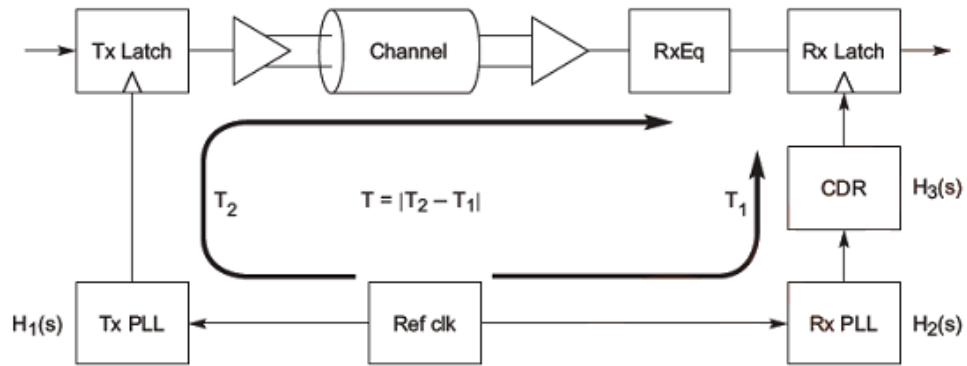 Tx Latch
Channel
RxEq
Rx Latch
T2
T = |T2 – T1|
T1
CDR
H3(s)
H1(s)
Tx PLL
Ref clk
Rx PLL
H2(s)